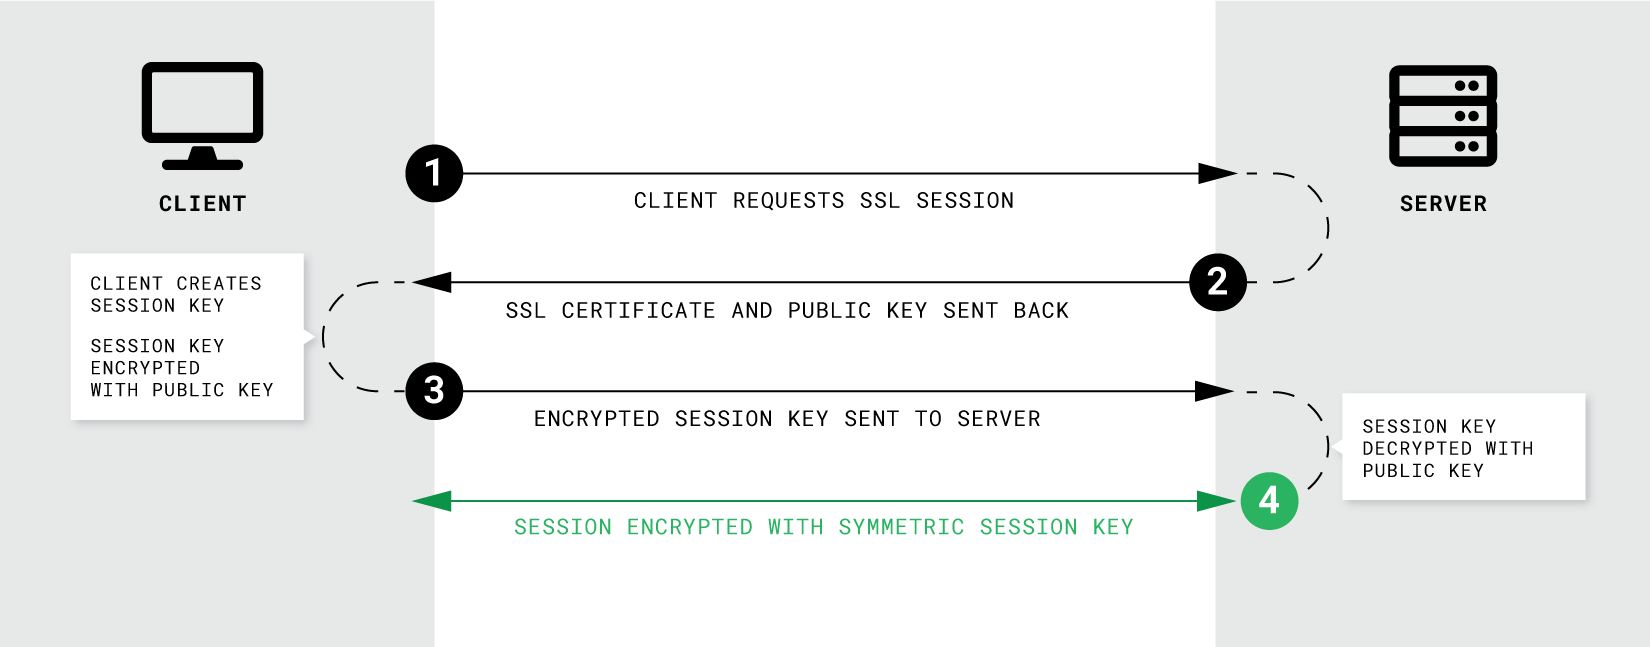 CLIENT
SERVER
1
CLIENT REQUESTS SSL SESSION
2
SSL CERTIFICATE AND PUBLIC KEY SENT BACK
CLIENT CREATES
SESSION KEY
SESSION KEY
ENCRYPTED
WITH PUBLIC KEY
3
ENCRYPTED SESSION KEY SENT TO SERVER
SESSION KEY
DECRYPTED WITH
PUBLIC KEY
4
SESSION ENCRYPTED WITH SYMMETRIC SESSION KEY